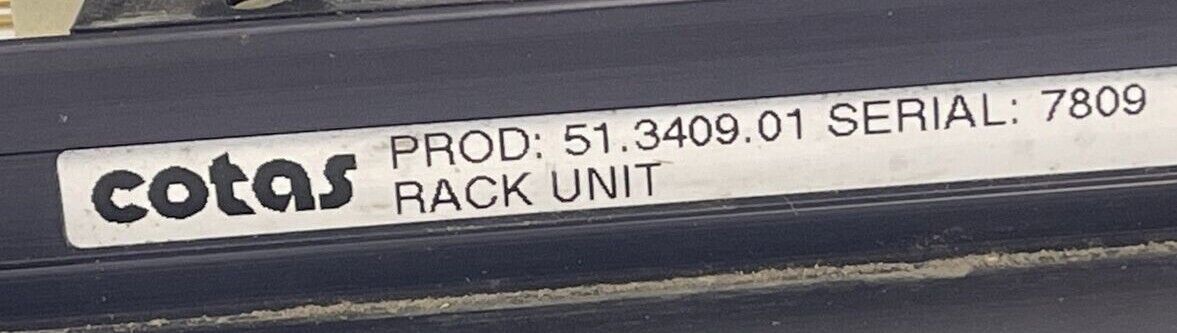 cotas
PROD: 51.3409.01 SERIAL: 7809
RACK UNIT